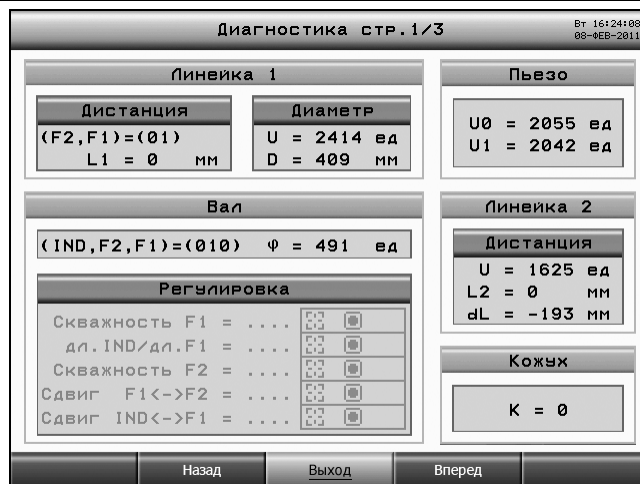 Диагностика стр.1/3
Вт 16:24:08
08-ФЕВ-2011
Линейка 1
Дистанция
(F2,F1)=(01)
L1 = 0 мм
Диаметр
U = 2414 ед
D = 409 мм
Пьезо
U0 = 2055 ед
U1 = 2042 ед
Вал
(IND,F2,F1)=(010) φ = 491 ед
Регулировка
Скважность F1 = ....
дл.IND/дл.F1 = ....
Скважность F2 = ....
Сдвиг F1<->F2 = ....
Сдвиг IND<->F1 = ....
Линейка 2
Дистанция
U = 1625 ед
L2 = 0 мм
dL = -193 мм
Кожух
K = 0
Назад
Выход
Вперед